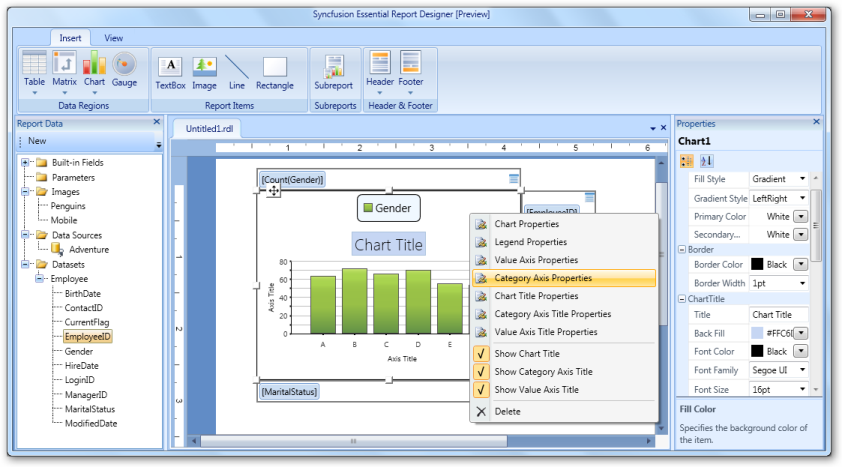 Syncfusion Essential Report Designer [Preview]
Insert View
Table Matrix Chart Gauge TextBox Image Line Rectangle Subreport Header Footer
Data Regions Report Items Subreports Header & Footer
Report Data
New
Built-in Fields
Parameters
Images
Penguins
Mobile
Data Sources
Adventure
Datasets
Employee
BirthDate
ContactID
CurrentFlag
EmployeeID
Gender
HireDate
LoginID
ManagerID
MaritalStatus
ModifiedDate
Untitled1.rdl
1 2 3 4 5 6
1
2
3
[Count(Gender)]
Gender
[EmployeeID]
Chart Title
80
60
40
20
0
Axis Title
A B C D E
Axis Title
[MaritalStatus]
Chart Properties
Legend Properties
Value Axis Properties
Category Axis Properties
Chart Title Properties
Category Axis Title Properties
Value Axis Title Properties
Show Chart Title
Show Category Axis Title
Show Value Axis Title
Delete
Properties
Chart1
Fill Style Gradient
Gradient Style LeftRight
Primary Color White
Secondary... White
Border
Border Color Black
Border Width 1pt
ChartTitle
Title Chart Title
Back Fill
Font Color Black
Font Family Segoe UI
Font Size 16pt
Fill Color
Specifies the background color of
the item.